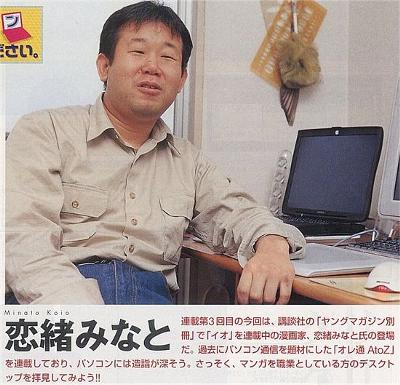 ださい。
Minato Koio
恋緒みなと
連載第3回目の今回は、講談社の「ヤングマガジン別
冊」で「イオ」を連載中の漫画家、恋緒みなと氏の登場
だ。過去にパソコン通信を題材にした「オレ通AtoZ」
を連載しており、パソコンには造詣が深そう。さっそく、マンガを職業としている方のデスクト
ップを拝見してみよう!!